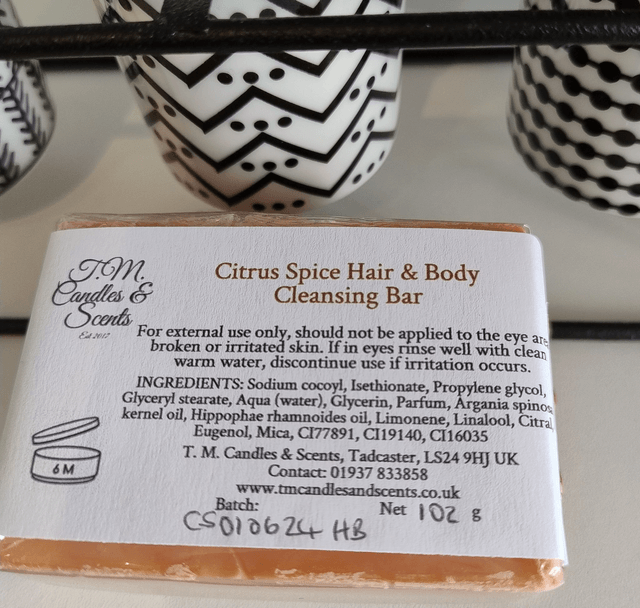 T.M.
Candles &
Scents
Est 2017
Citrus Spice Hair & Body
Cleansing Bar
For external use only, should not be applied to the eye are
broken or irritated skin. If in eyes rinse well with clean
warm water, discontinue use if irritation occurs.
INGREDIENTS: Sodium cocoyl, Isethionate, Propylene glycol,
Glyceryl stearate, Aqua (water), Glycerin, Parfum, Argania spinos
kernel oil, Hippophae rhamnoides oil, Limonene, Linalool, Citral,
Eugenol, Mica, CI77891, CI19140, CI16035
T. M. Candles & Scents, Tadcaster, LS24 9HJ UK
Contact: 01937 833858
www.tmcandlesandscents.co.uk
Batch: Net 102 g
CS010624 HB
6 M